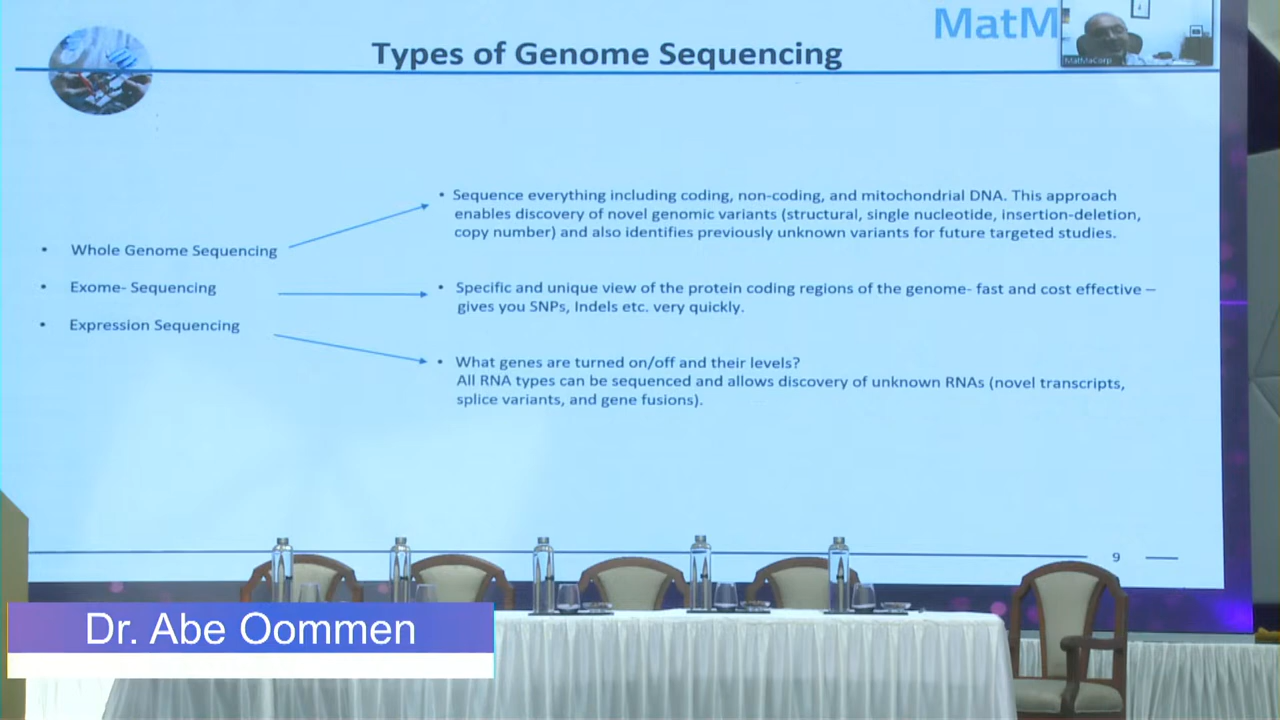 MatM
MatMaCorp
Types of Genome Sequencing
• Whole Genome Sequencing
• Exome- Sequencing
• Expression Sequencing
• Sequence everything including coding, non-coding, and mitochondrial DNA. This approach
enables discovery of novel genomic variants (structural, single nucleotide, insertion-deletion,
copy number) and also identifies previously unknown variants for future targeted studies.
• Specific and unique view of the protein coding regions of the genome- fast and cost effective –
gives you SNPs, Indels etc. very quickly.
• What genes are turned on/off and their levels?
All RNA types can be sequenced and allows discovery of unknown RNAs (novel transcripts,
splice variants, and gene fusions).
9
Dr. Abe Oommen